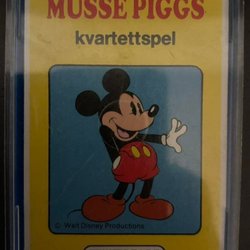 MUSSE PIGGS
kvartettspel
© Walt Disney Productions